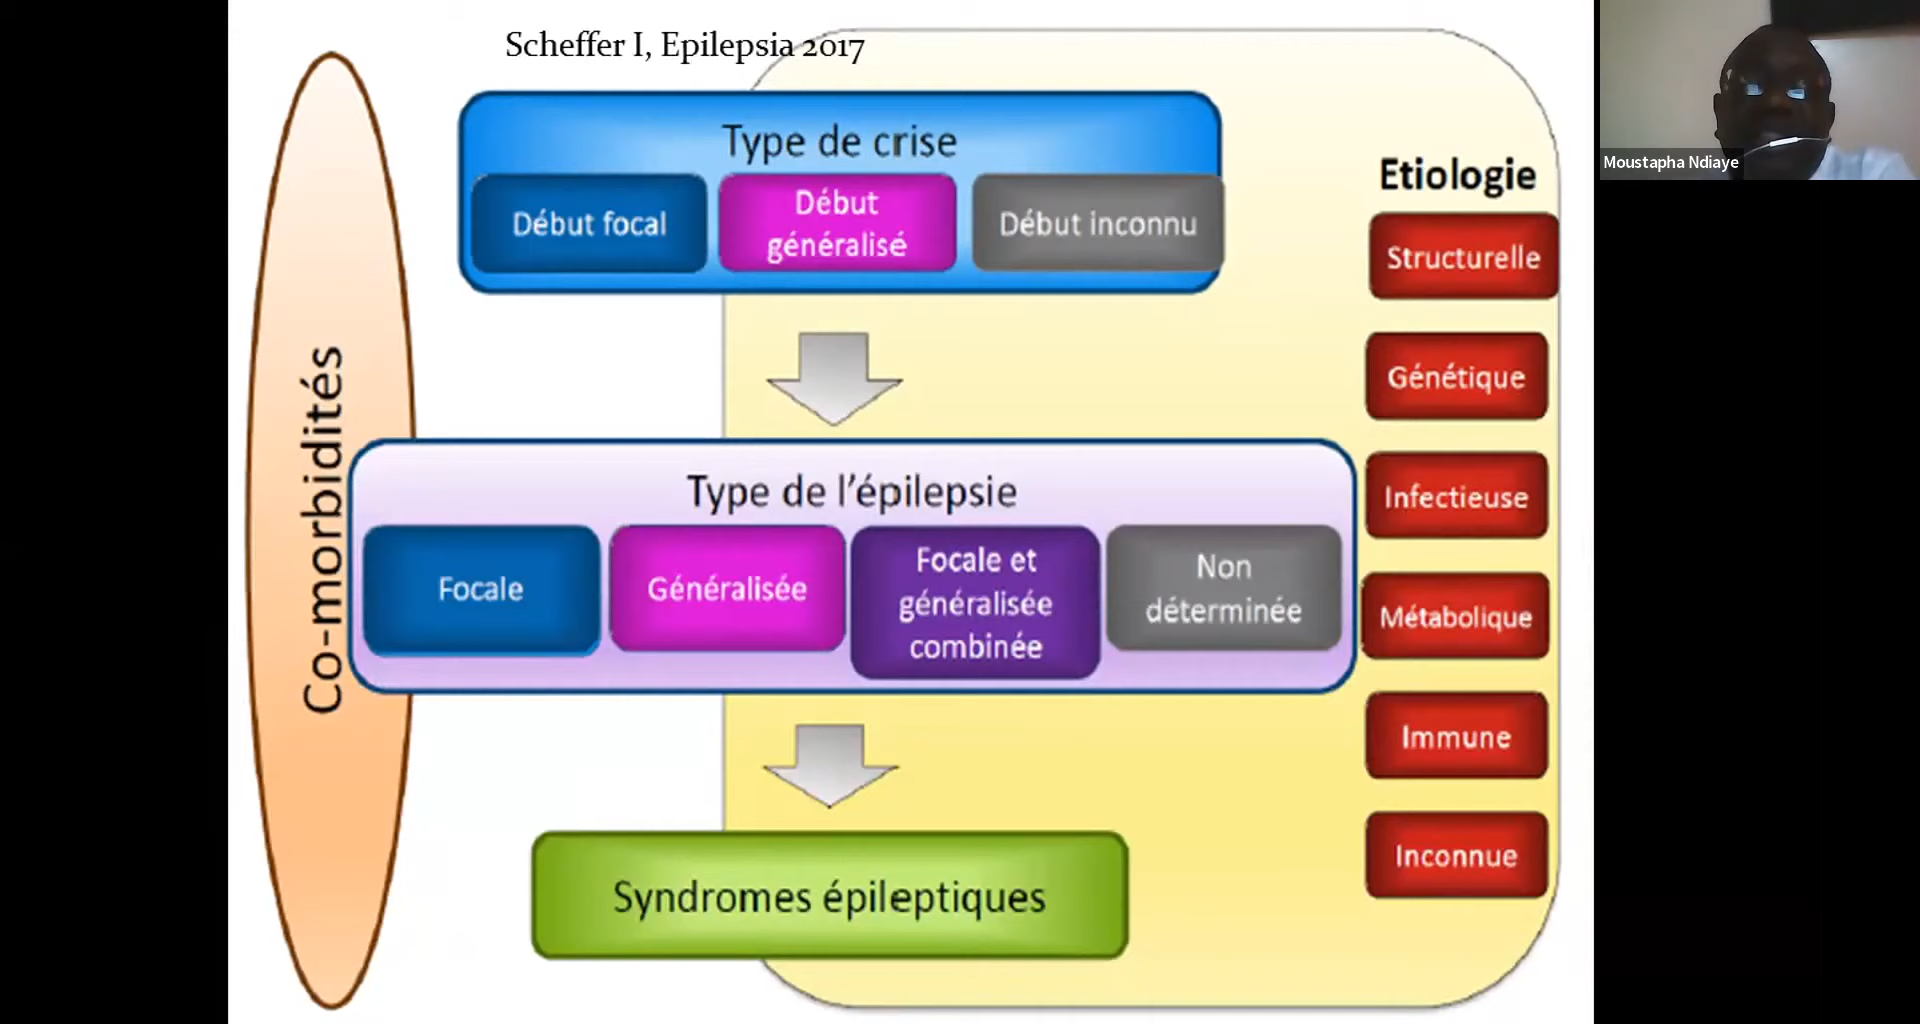 Scheffer I, Epilepsia 2017
Type de crise
Début focal
Début
généralisé
Début inconnu
Co-morbidités
Type de l'épilepsie
Focale
Généralisée
Focale et
généralisée
combinée
Non
déterminée
Syndromes épileptiques
Etiologie
Structurelle
Génétique
Infectieuse
Métabolique
Immune
Inconnue
Moustapha Ndiaye